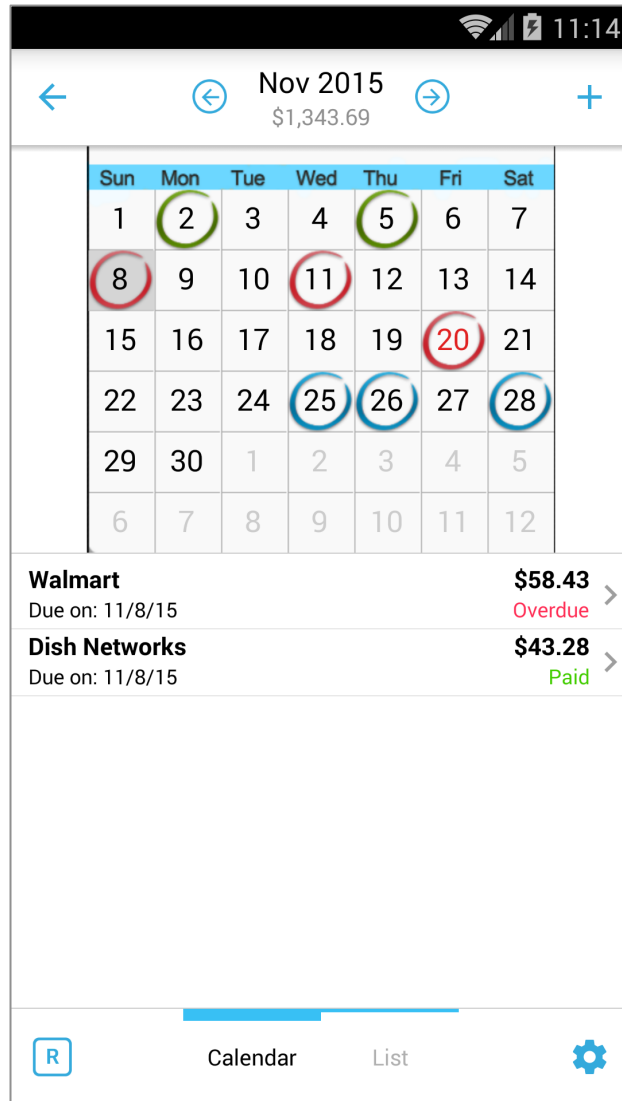 11:14
Nov 2015
$1,343.69
Sun Mon Tue Wed Thu Fri Sat
1 2 3 4 5 6 7
8 9 10 11 12 13 14
15 16 17 18 19 20 21
22 23 24 25 26 27 28
29 30 1 2 3 4 5
6 7 8 9 10 11 12
Walmart $58.43
Due on: 11/8/15 Overdue
Dish Networks $43.28
Due on: 11/8/15 Paid
R Calendar List